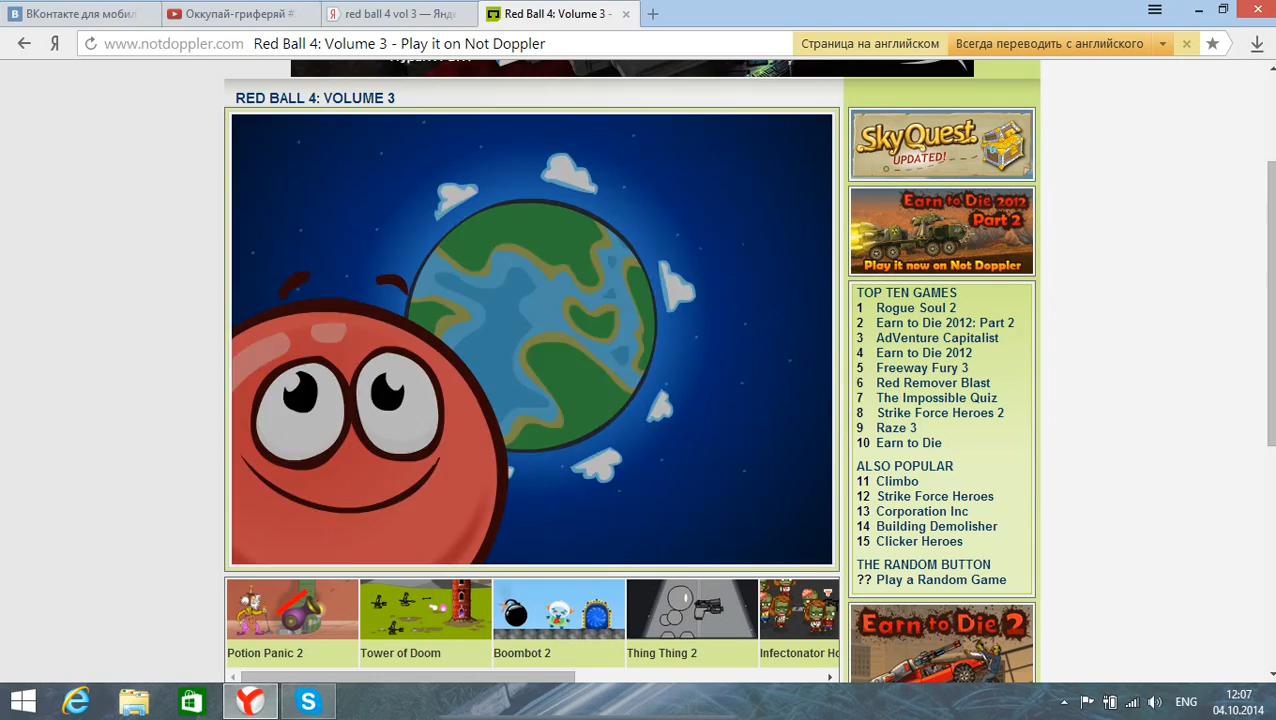 ВКонтакте для мобил
Оккупай-гриферяй #
red ball 4 vol 3 — Янде
Red Ball 4: Volume 3 -
Я
www.notdoppler.com
Red Ball 4: Volume 3 - Play it on Not Doppler
Страница на английском
Всегда переводить с английского
RED BALL 4: VOLUME 3
SkyQuest
UPDATED!
Earn to Die 2012
Part 2
Play it now on Not Doppler
TOP TEN GAMES
1 Rogue Soul 2
2 Earn to Die 2012: Part 2
3 AdVenture Capitalist
4 Earn to Die 2012
5 Freeway Fury 3
6 Red Remover Blast
7 The Impossible Quiz
8 Strike Force Heroes 2
9 Raze 3
10 Earn to Die
ALSO POPULAR
11 Climbo
12 Strike Force Heroes
13 Corporation Inc
14 Building Demolisher
15 Clicker Heroes
THE RANDOM BUTTON
?? Play a Random Game
Earn to Die 2
Potion Panic 2
Tower of Doom
Boombot 2
Thing Thing 2
Infectonator Ho
ENG
12:07
04.10.2014